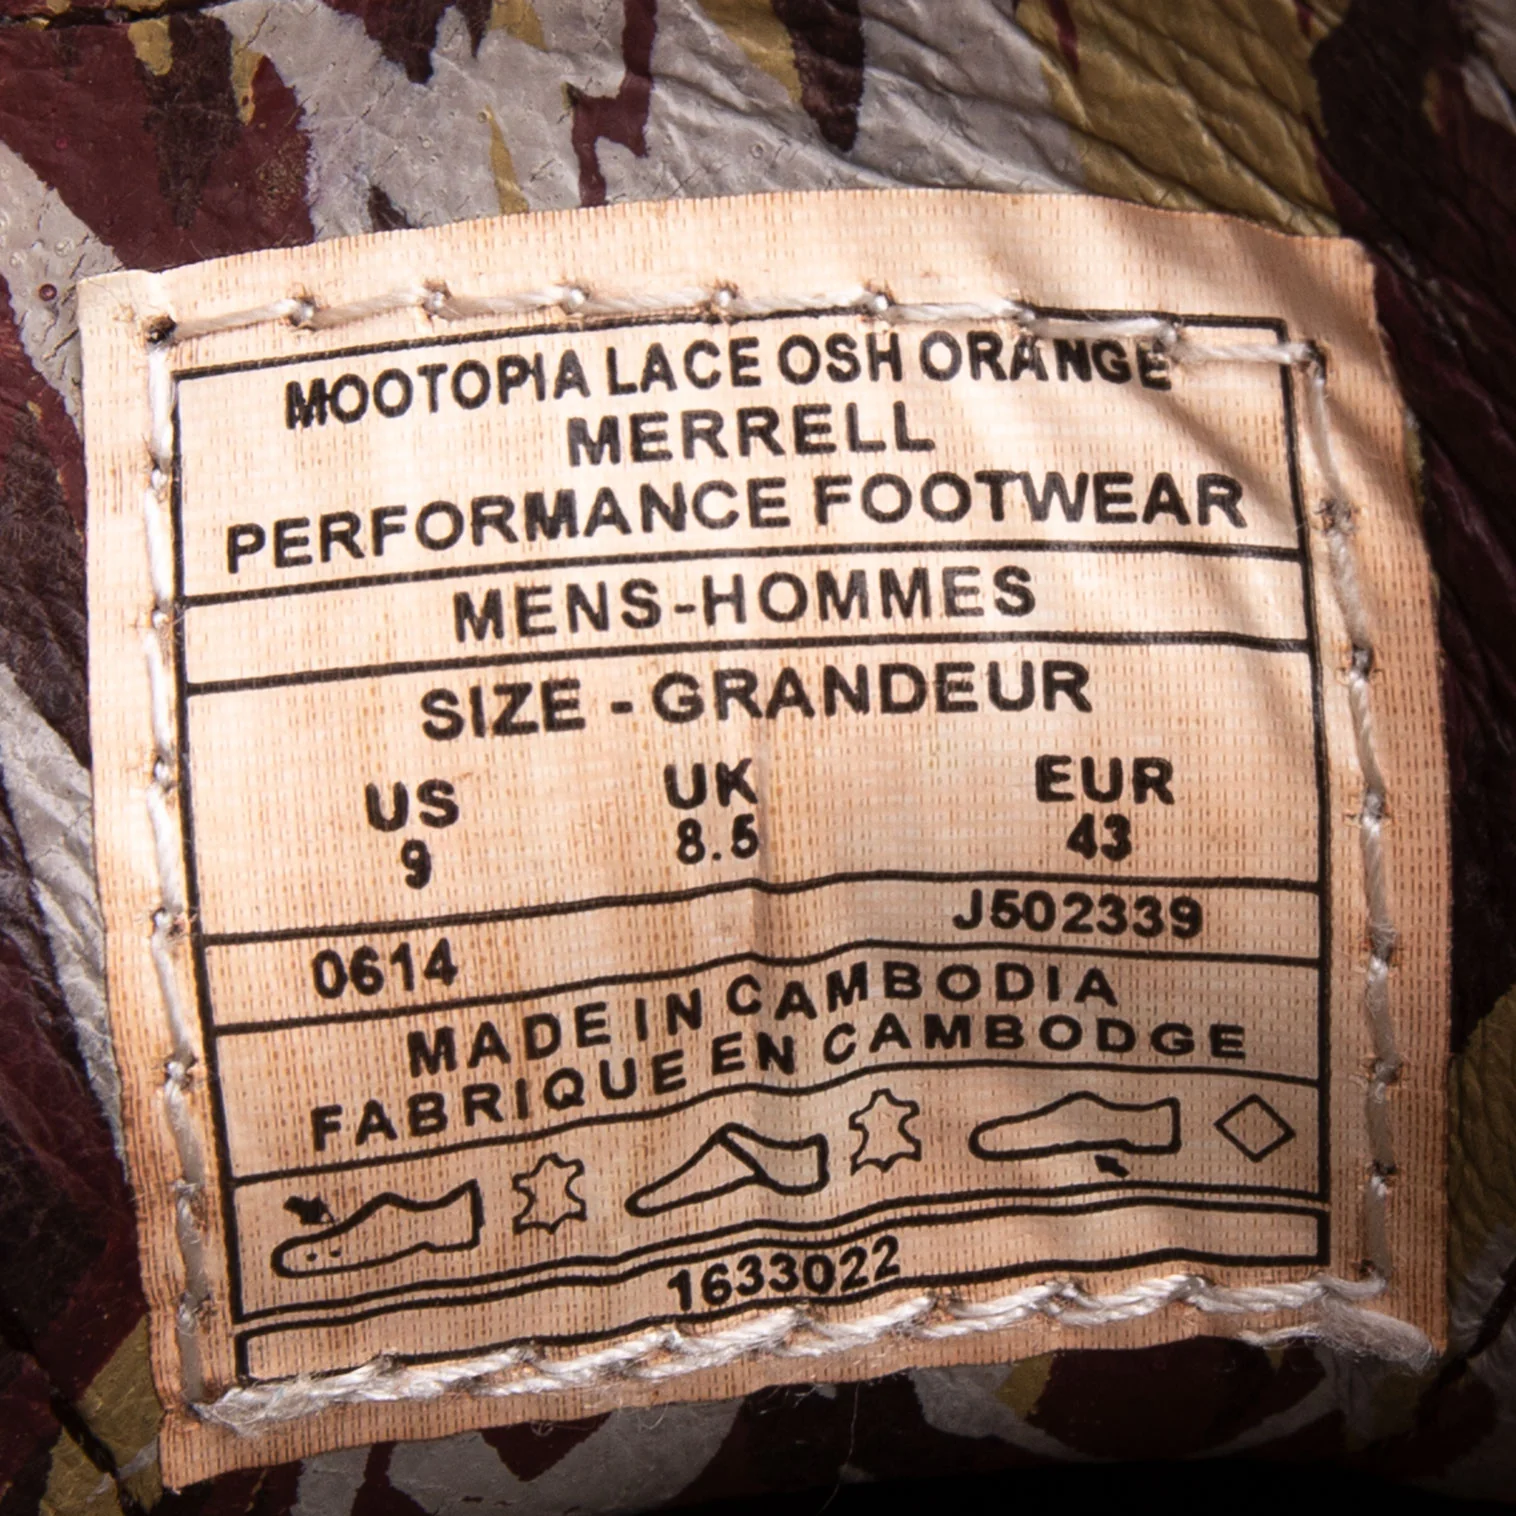 MOOTOPIA LACE OSH ORANGE
MERRELL
PERFORMANCE FOOTWEAR
MENS-HOMMES
SIZE - GRANDEUR
US UK EUR
9 8.5 43
0614 J502339
MADE IN CAMBODIA
FABRIQUE EN CAMBODGE
1633022